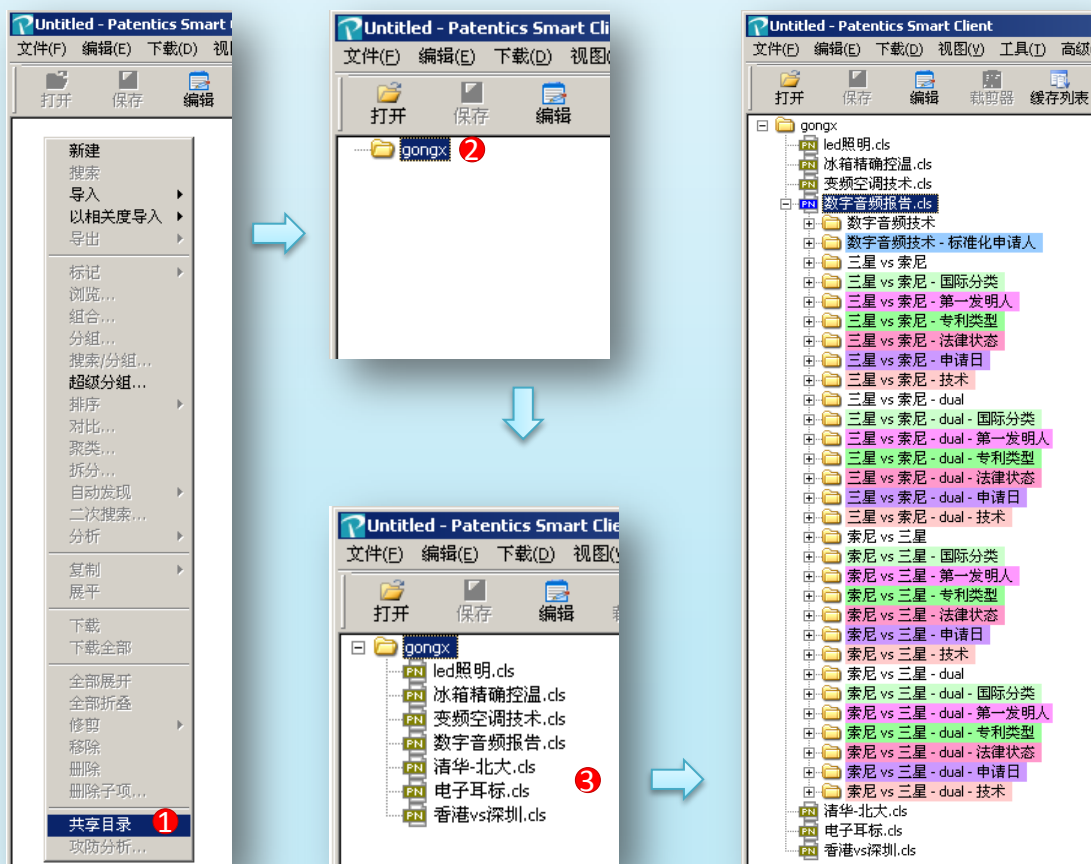 Untitled - Patentics Smart
文件(F) 编辑(E) 下载(D) 视
打开 保存 编辑
新建
搜索
导入
以相关度导入
导出
标记
浏览...
组合...
分组...
搜索/分组...
超级分组...
排序
对比...
聚类...
拆分...
自动发现
二次搜索...
分析
复制
展平
下载
下载全部
全部展开
全部折叠
修剪
移除
删除
删除子项...
共享目录 1
攻防分析...
Untitled - Patentics Smart Cli
文件(F) 编辑(E) 下载(D) 视图
打开 保存 编辑
gongx 2
Untitled - Patentics Smart Clie
文件(F) 编辑(E) 下载(D) 视图(
打开 保存 编辑
gongx
led照明.cls
冰箱精确控温.cls
变频空调技术.cls
数字音频报告.cls
清华-北大.cls
电子耳标.cls
香港vs深圳.cls
3
Untitled - Patentics Smart Client
文件(F) 编辑(E) 下载(D) 视图(V) 工具(T) 高级
打开 保存 编辑 裁剪器 缓存列表
gongx
led照明.cls
冰箱精确控温.cls
变频空调技术.cls
数字音频报告.cls
数字音频技术
数字音频技术 - 标准化申请人
三星 vs 索尼
三星 vs 索尼 - 国际分类
三星 vs 索尼 - 第一发明人
三星 vs 索尼 - 专利类型
三星 vs 索尼 - 法律状态
三星 vs 索尼 - 申请日
三星 vs 索尼 - 技术
三星 vs 索尼 - dual
三星 vs 索尼 - dual - 国际分类
三星 vs 索尼 - dual - 第一发明人
三星 vs 索尼 - dual - 专利类型
三星 vs 索尼 - dual - 法律状态
三星 vs 索尼 - dual - 申请日
三星 vs 索尼 - dual - 技术
索尼 vs 三星
索尼 vs 三星 - 国际分类
索尼 vs 三星 - 第一发明人
索尼 vs 三星 - 专利类型
索尼 vs 三星 - 法律状态
索尼 vs 三星 - 申请日
索尼 vs 三星 - 技术
索尼 vs 三星 - dual
索尼 vs 三星 - dual - 国际分类
索尼 vs 三星 - dual - 第一发明人
索尼 vs 三星 - dual - 专利类型
索尼 vs 三星 - dual - 法律状态
索尼 vs 三星 - dual - 申请日
索尼 vs 三星 - dual - 技术
清华-北大.cls
电子耳标.cls
香港vs深圳.cls